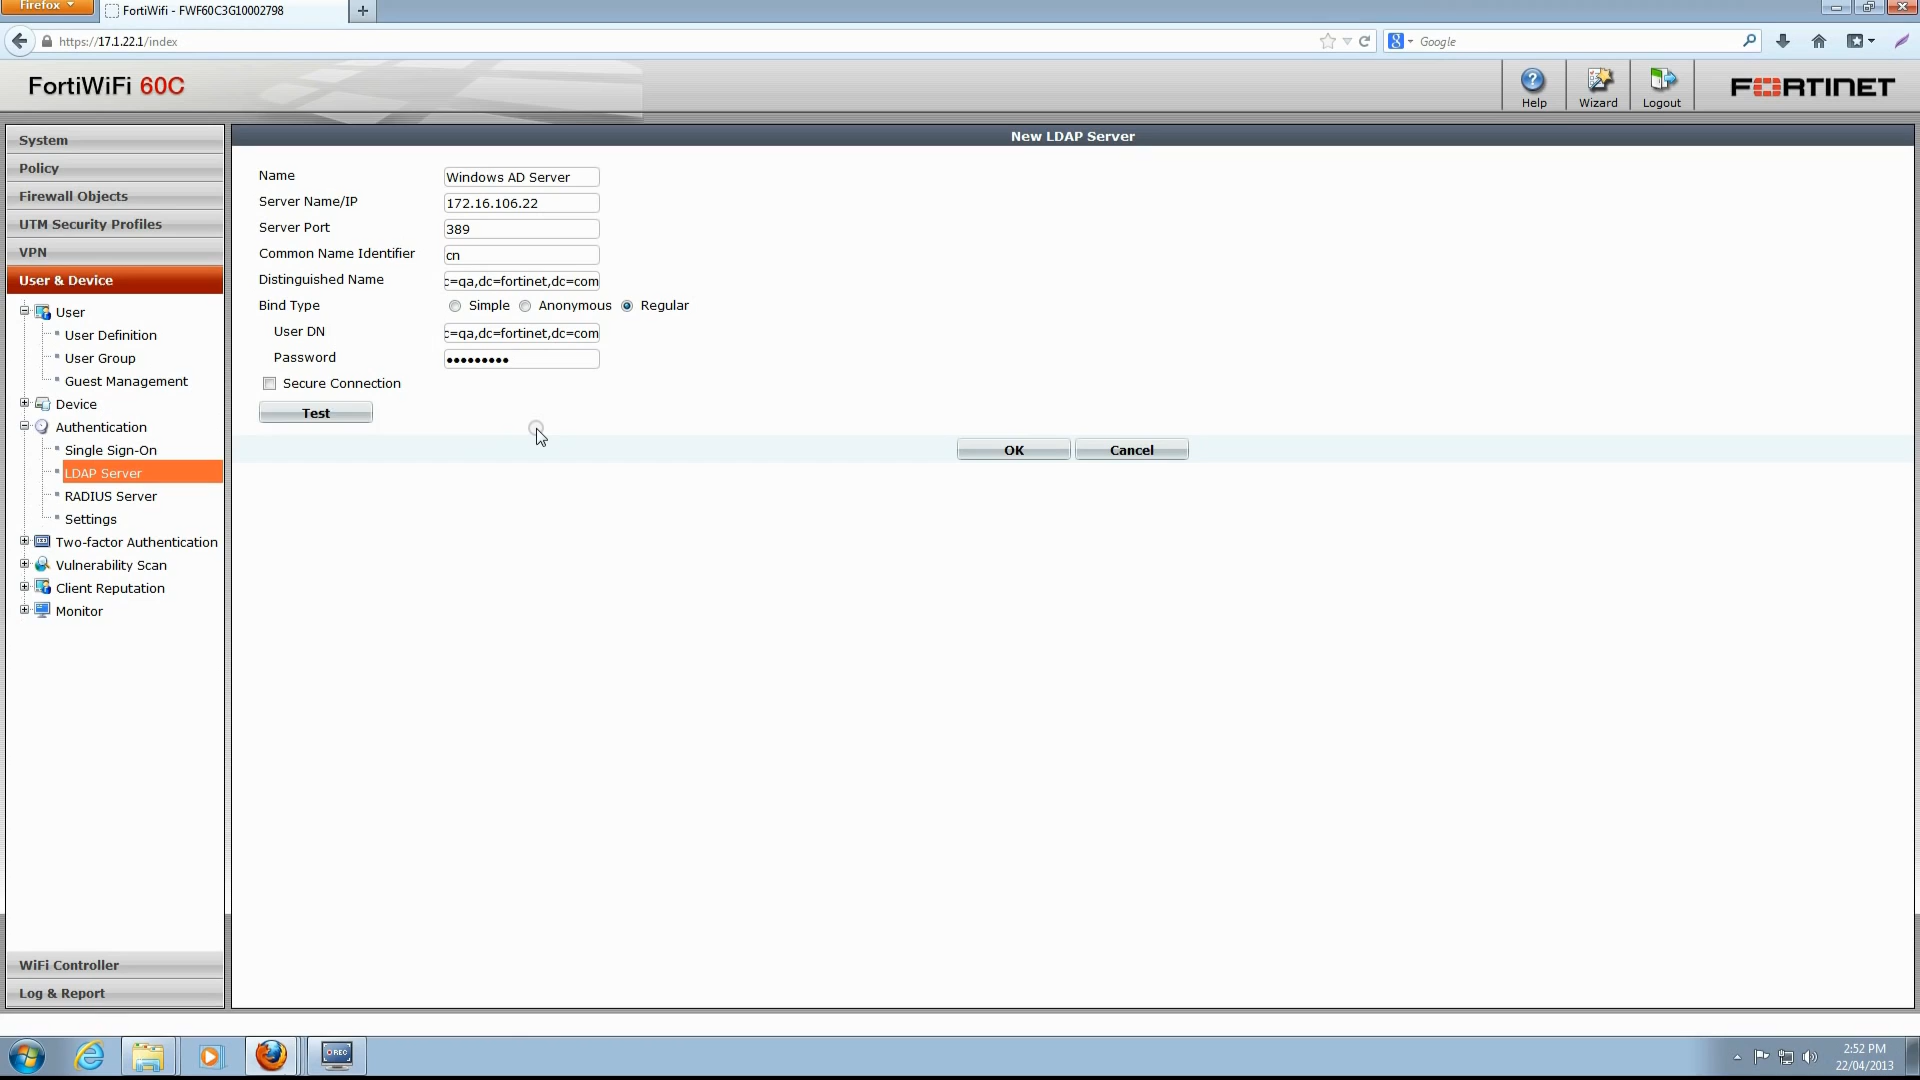 Firefox
FortiWifi - FWF60C3G10002798
https://17.1.22.1/index
Google
FortiWiFi 60C
Help
Wizard
Logout
FORTINET
System
Policy
Firewall Objects
UTM Security Profiles
VPN
User & Device
User
User Definition
User Group
Guest Management
Device
Authentication
Single Sign-On
LDAP Server
RADIUS Server
Settings
Two-factor Authentication
Vulnerability Scan
Client Reputation
Monitor
WiFi Controller
Log & Report
New LDAP Server
Name Windows AD Server
Server Name/IP 172.16.106.22
Server Port 389
Common Name Identifier cn
Distinguished Name c=qa,dc=fortinet,dc=com
Bind Type Simple Anonymous Regular
User DN c=qa,dc=fortinet,dc=com
Password •••••••••
Secure Connection
Test
OK Cancel
REC
2:52 PM
22/04/2013